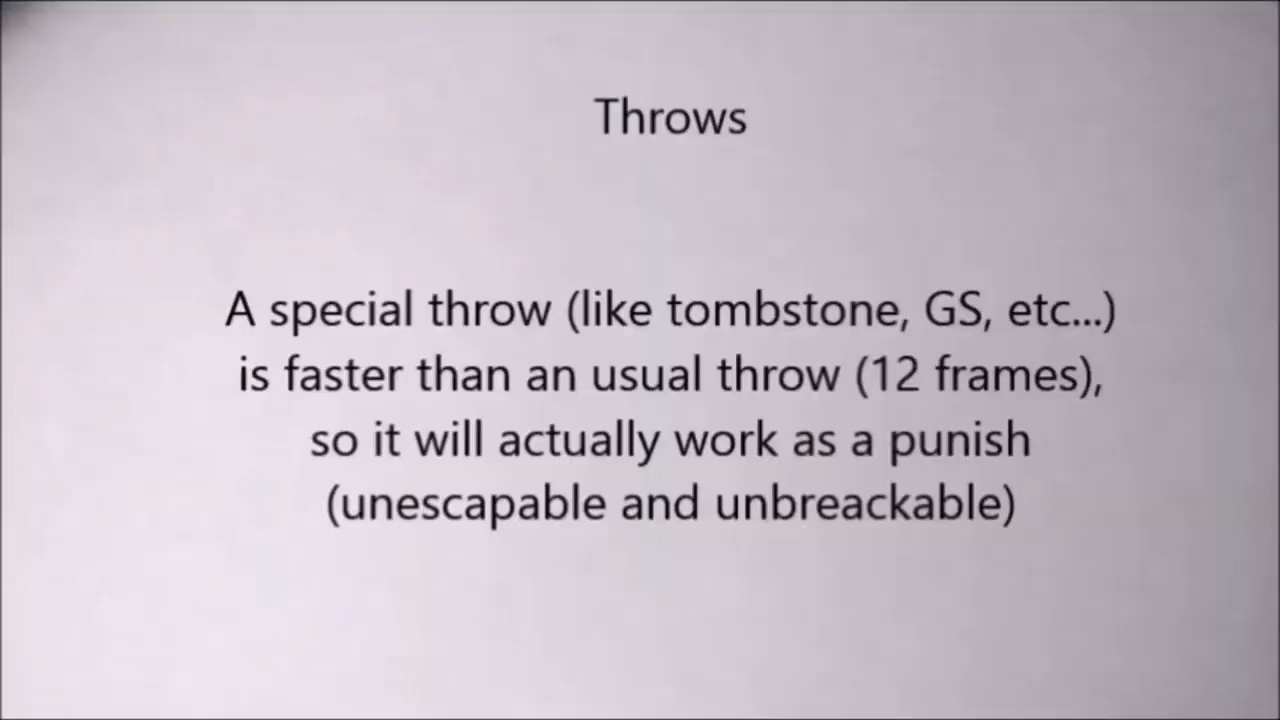 Throws
A special throw (like tombstone, GS, etc...)
is faster than an usual throw (12 frames),
so it will actually work as a punish
(unescapable and unbreackable)